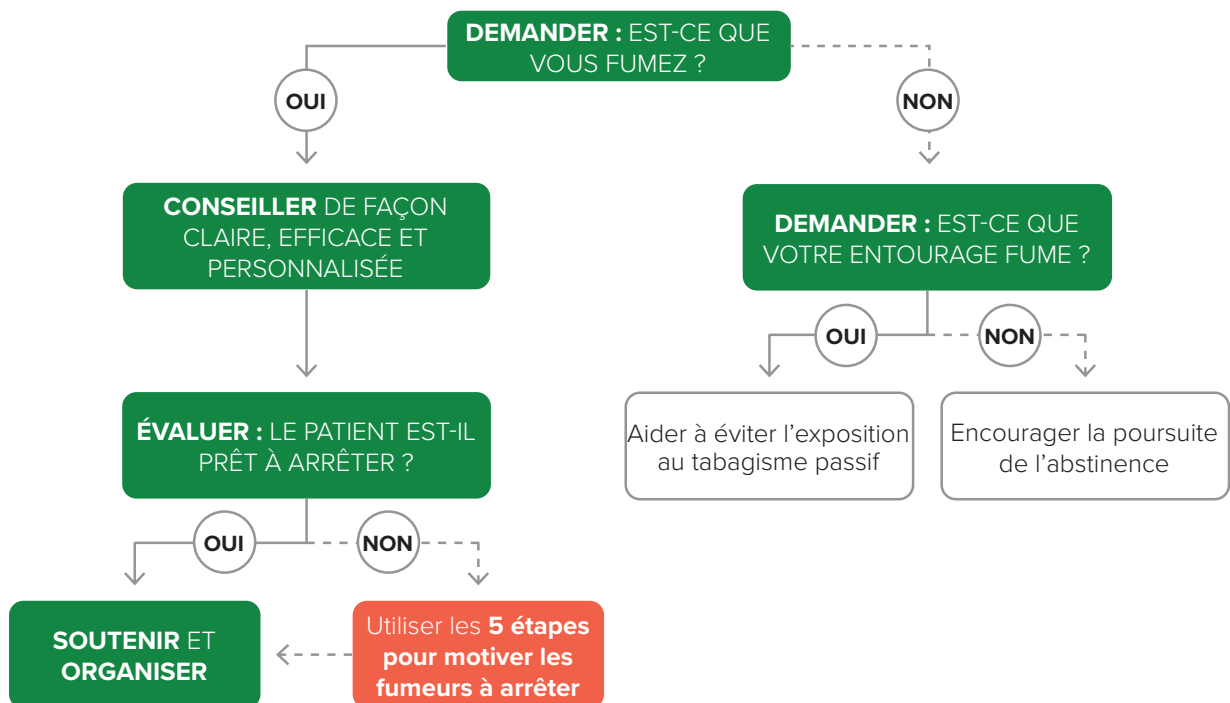 DEMANDER : EST-CE QUE
VOUS FUMEZ ?
OUI
NON
CONSEILLER DE FAÇON
CLAIRE, EFFICACE ET
PERSONNALISÉE
DEMANDER : EST-CE QUE
VOTRE ENTOURAGE FUME ?
OUI
NON
ÉVALUER : LE PATIENT EST-IL
PRÊT À ARRÊTER ?
Aider à éviter l’exposition
au tabagisme passif
Encourager la poursuite
de l’abstinence
OUI
NON
SOUTENIR ET
ORGANISER
Utiliser les 5 étapes
pour motiver les
fumeurs à arrêter